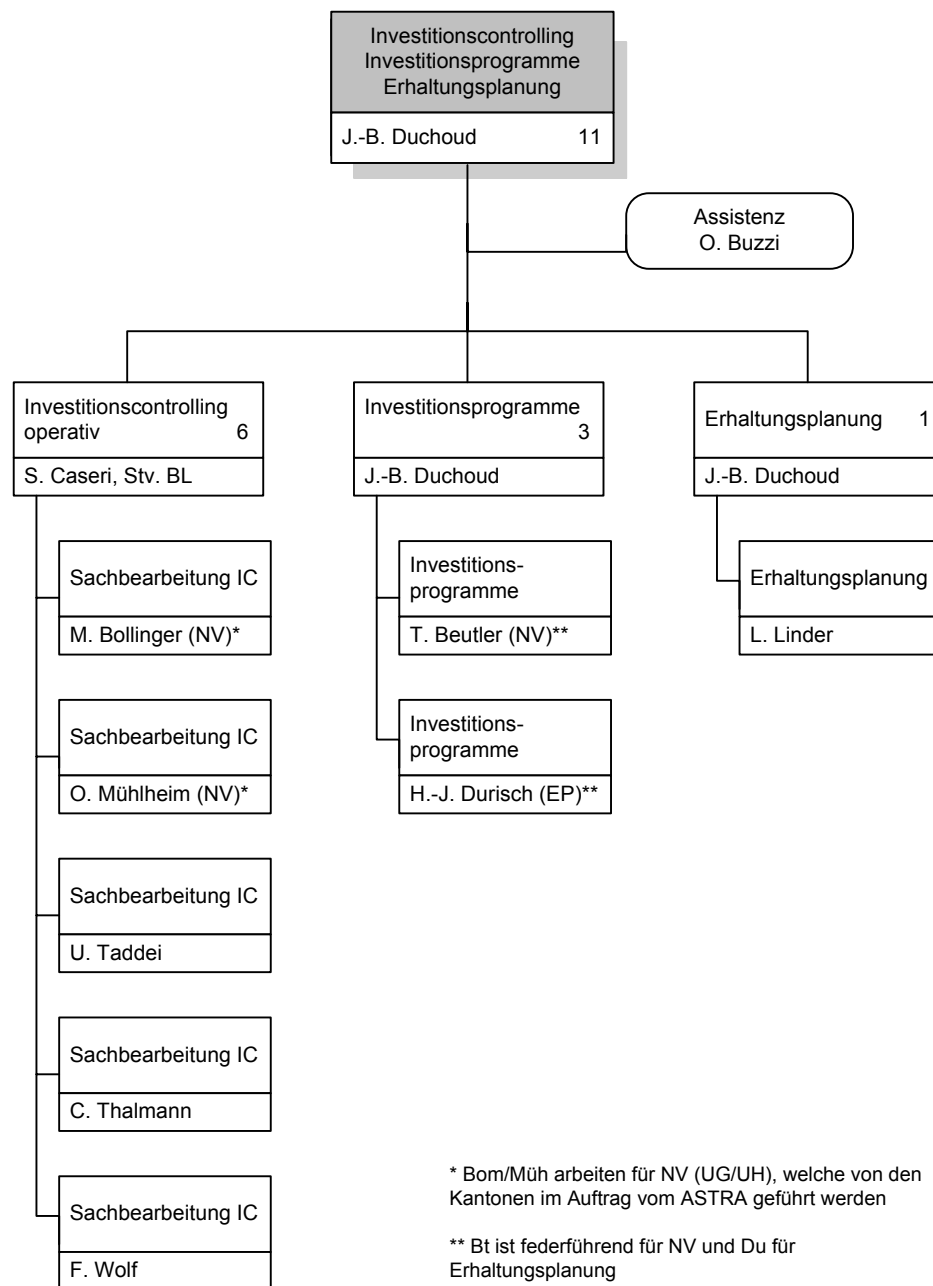 Investitionscontrolling
Investitionsprogramme
Erhaltungsplanung
J.-B. Duchoud 11
Assistenz
O. Buzzi
Investitionscontrolling
operativ 6
S. Caseri, Stv. BL
Sachbearbeitung IC
M. Bollinger (NV)*
Sachbearbeitung IC
O. Mühlheim (NV)*
Sachbearbeitung IC
U. Taddei
Sachbearbeitung IC
C. Thalmann
Sachbearbeitung IC
F. Wolf
Investitionsprogramme
3
J.-B. Duchoud
Investitions-
programme
T. Beutler (NV)**
Investitions-
programme
H.-J. Durisch (EP)**
Erhaltungsplanung 1
J.-B. Duchoud
Erhaltungsplanung
L. Linder
* Bom/Müh arbeiten für NV (UG/UH), welche von den
Kantonen im Auftrag vom ASTRA geführt werden
** Bt ist federführend für NV und Du für
Erhaltungsplanung